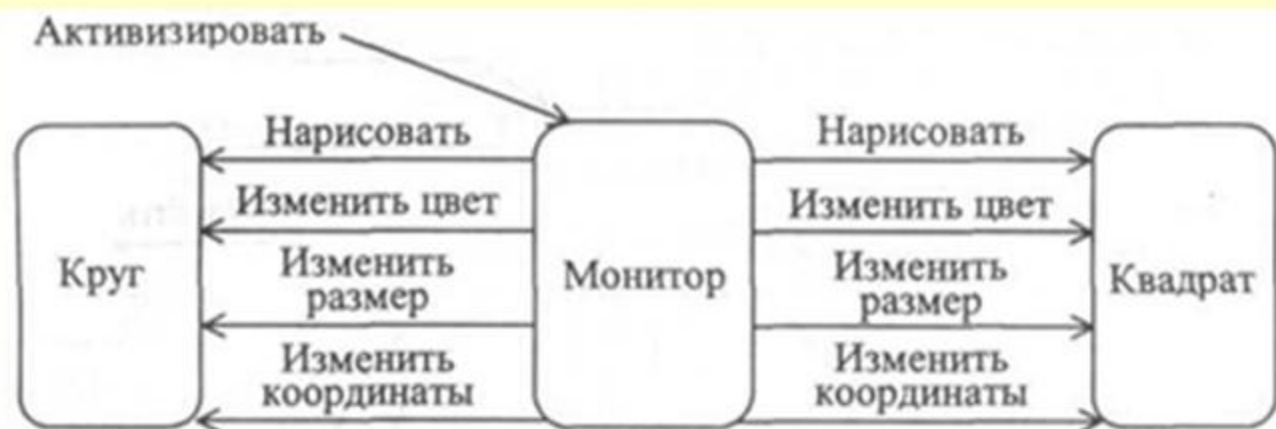 Активизировать
Нарисовать
Нарисовать
Изменить цвет
Изменить цвет
Круг
Изменить
размер
Монитор
Изменить
размер
Квадрат
Изменить
координаты
Изменить
координаты